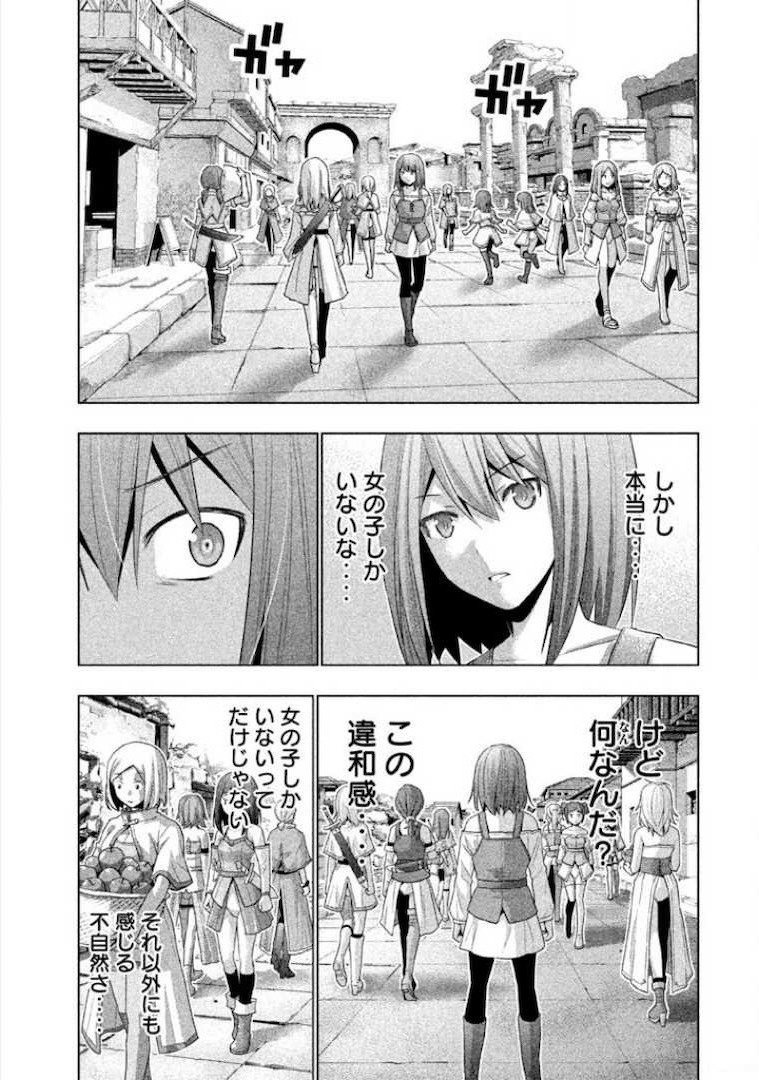 ガヤ
ガヤ
しかし
本当に‥‥
女の子しか
いないな‥‥
けど
何なんだ?
なん
この
違和感
女の子しか
いないって
だけじゃない
それ以外にも
感じる
不自然さ‥‥